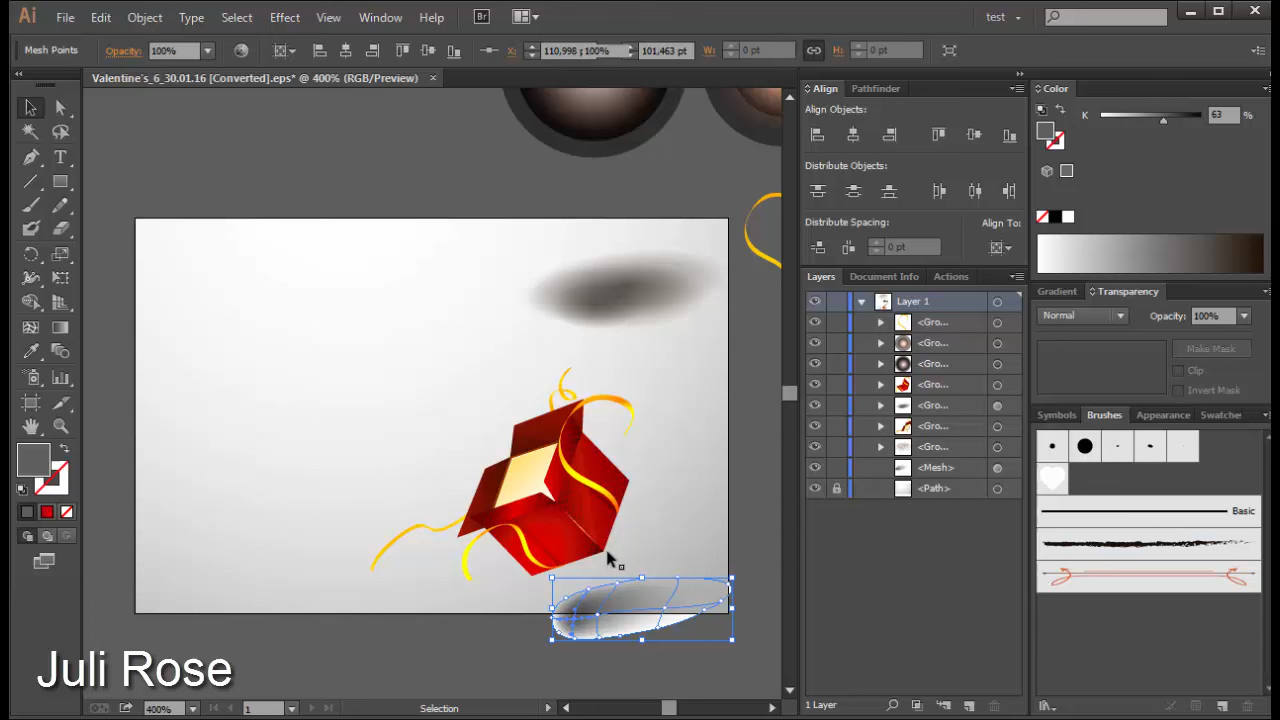 Ai File Edit Object Type Select Effect View Window Help Br test
Mesh Points Opacity: 100% X: 101,463 pt W: 0 pt H: 0 pt
Valentine's_6_30.01.16 [Converted].eps* @ 400% (RGB/Preview) ×
Align Pathfinder
Align Objects:
Distribute Objects:
Distribute Spacing: Align To:
0 pt
Layers Document Info Actions
Layer 1
<Gro...
<Gro...
<Gro...
<Gro...
<Gro...
<Gro...
<Gro...
<Mesh>
<Path>
Color
K 63 %
Gradient Transparency
Normal Opacity: 100%
Make Mask
Clip
Invert Mask
Symbols Brushes Appearance Swatche
Basic
Juli Rose
400% 1 Selection
1 Layer